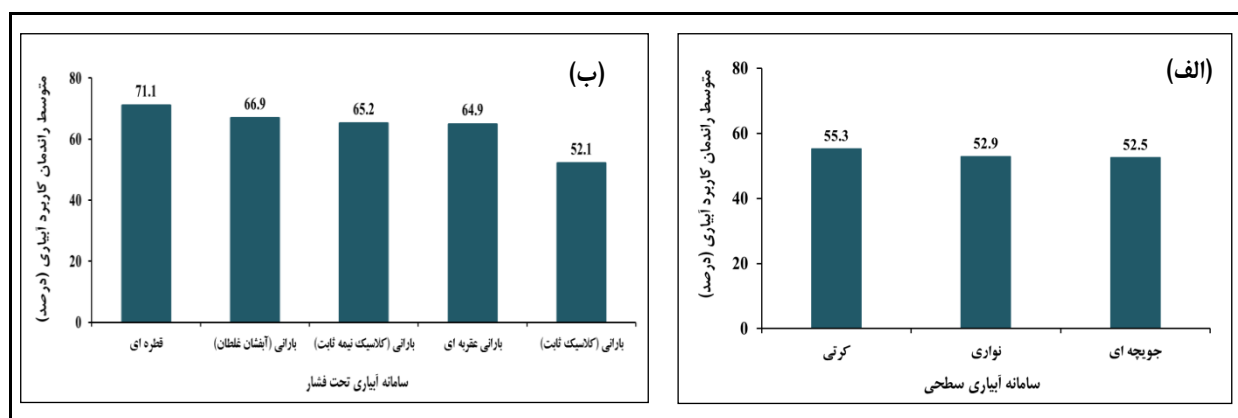 (الف)
متوسط راندمان کاربرد آبیاری (درصد)
80
60
40
20
0
55.3
52.9
52.5
کرتی
نواری
جویچه ای
سامانه آبیاری سطحی
(ب)
متوسط راندمان کاربرد آبیاری (درصد)
80
60
40
20
0
71.1
66.9
65.2
64.9
52.1
قطره ای
بارانی (آبفشان غلطان)
بارانی (کلاسیک نیمه ثابت)
بارانی عقربه ای
بارانی (کلاسیک ثابت)
سامانه آبیاری تحت فشار